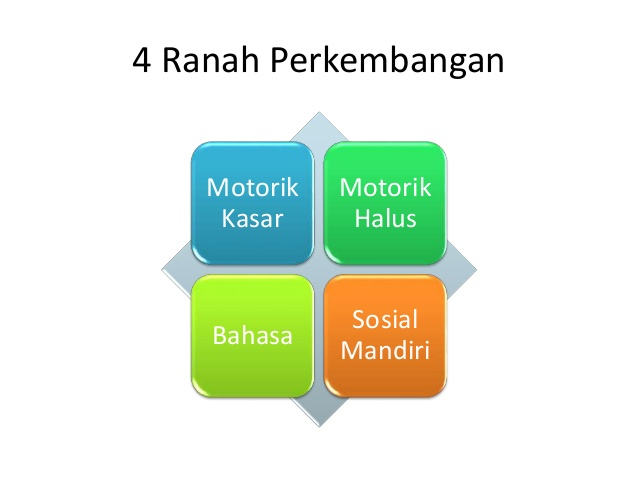 4 Ranah Perkembangan
Motorik
Kasar
Motorik
Halus
Bahasa
Sosial
Mandiri